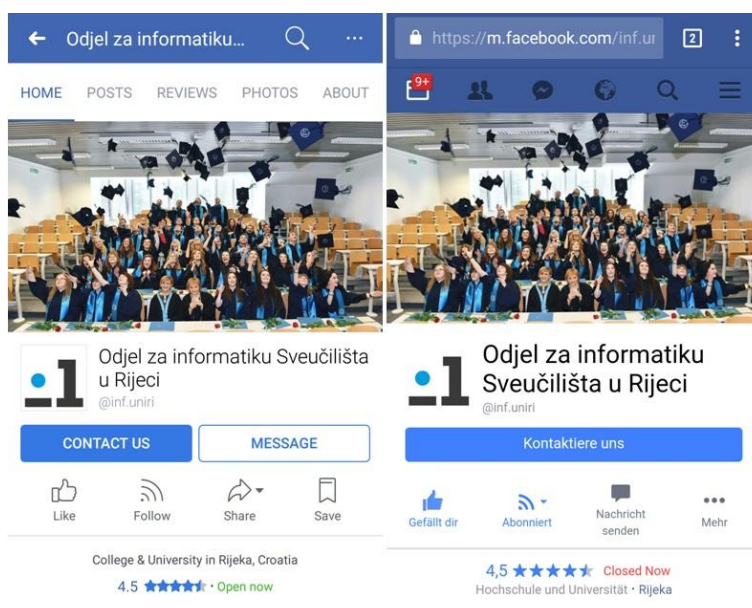 Odjel za informatiku...
HOME POSTS REVIEWS PHOTOS ABOUT
Odjel za informatiku Sveučilišta
u Rijeci
@inf.uniri
CONTACT US MESSAGE
Like Follow Share Save
College & University in Rijeka, Croatia
4.5 · Open now
https://m.facebook.com/inf.ur
2
9+
Odjel za informatiku
Sveučilišta u Rijeci
@inf.uniri
Kontaktiere uns
Gefällt dir Abonniert Nachricht
senden Mehr
4,5 Closed Now
Hochschule und Universität · Rijeka